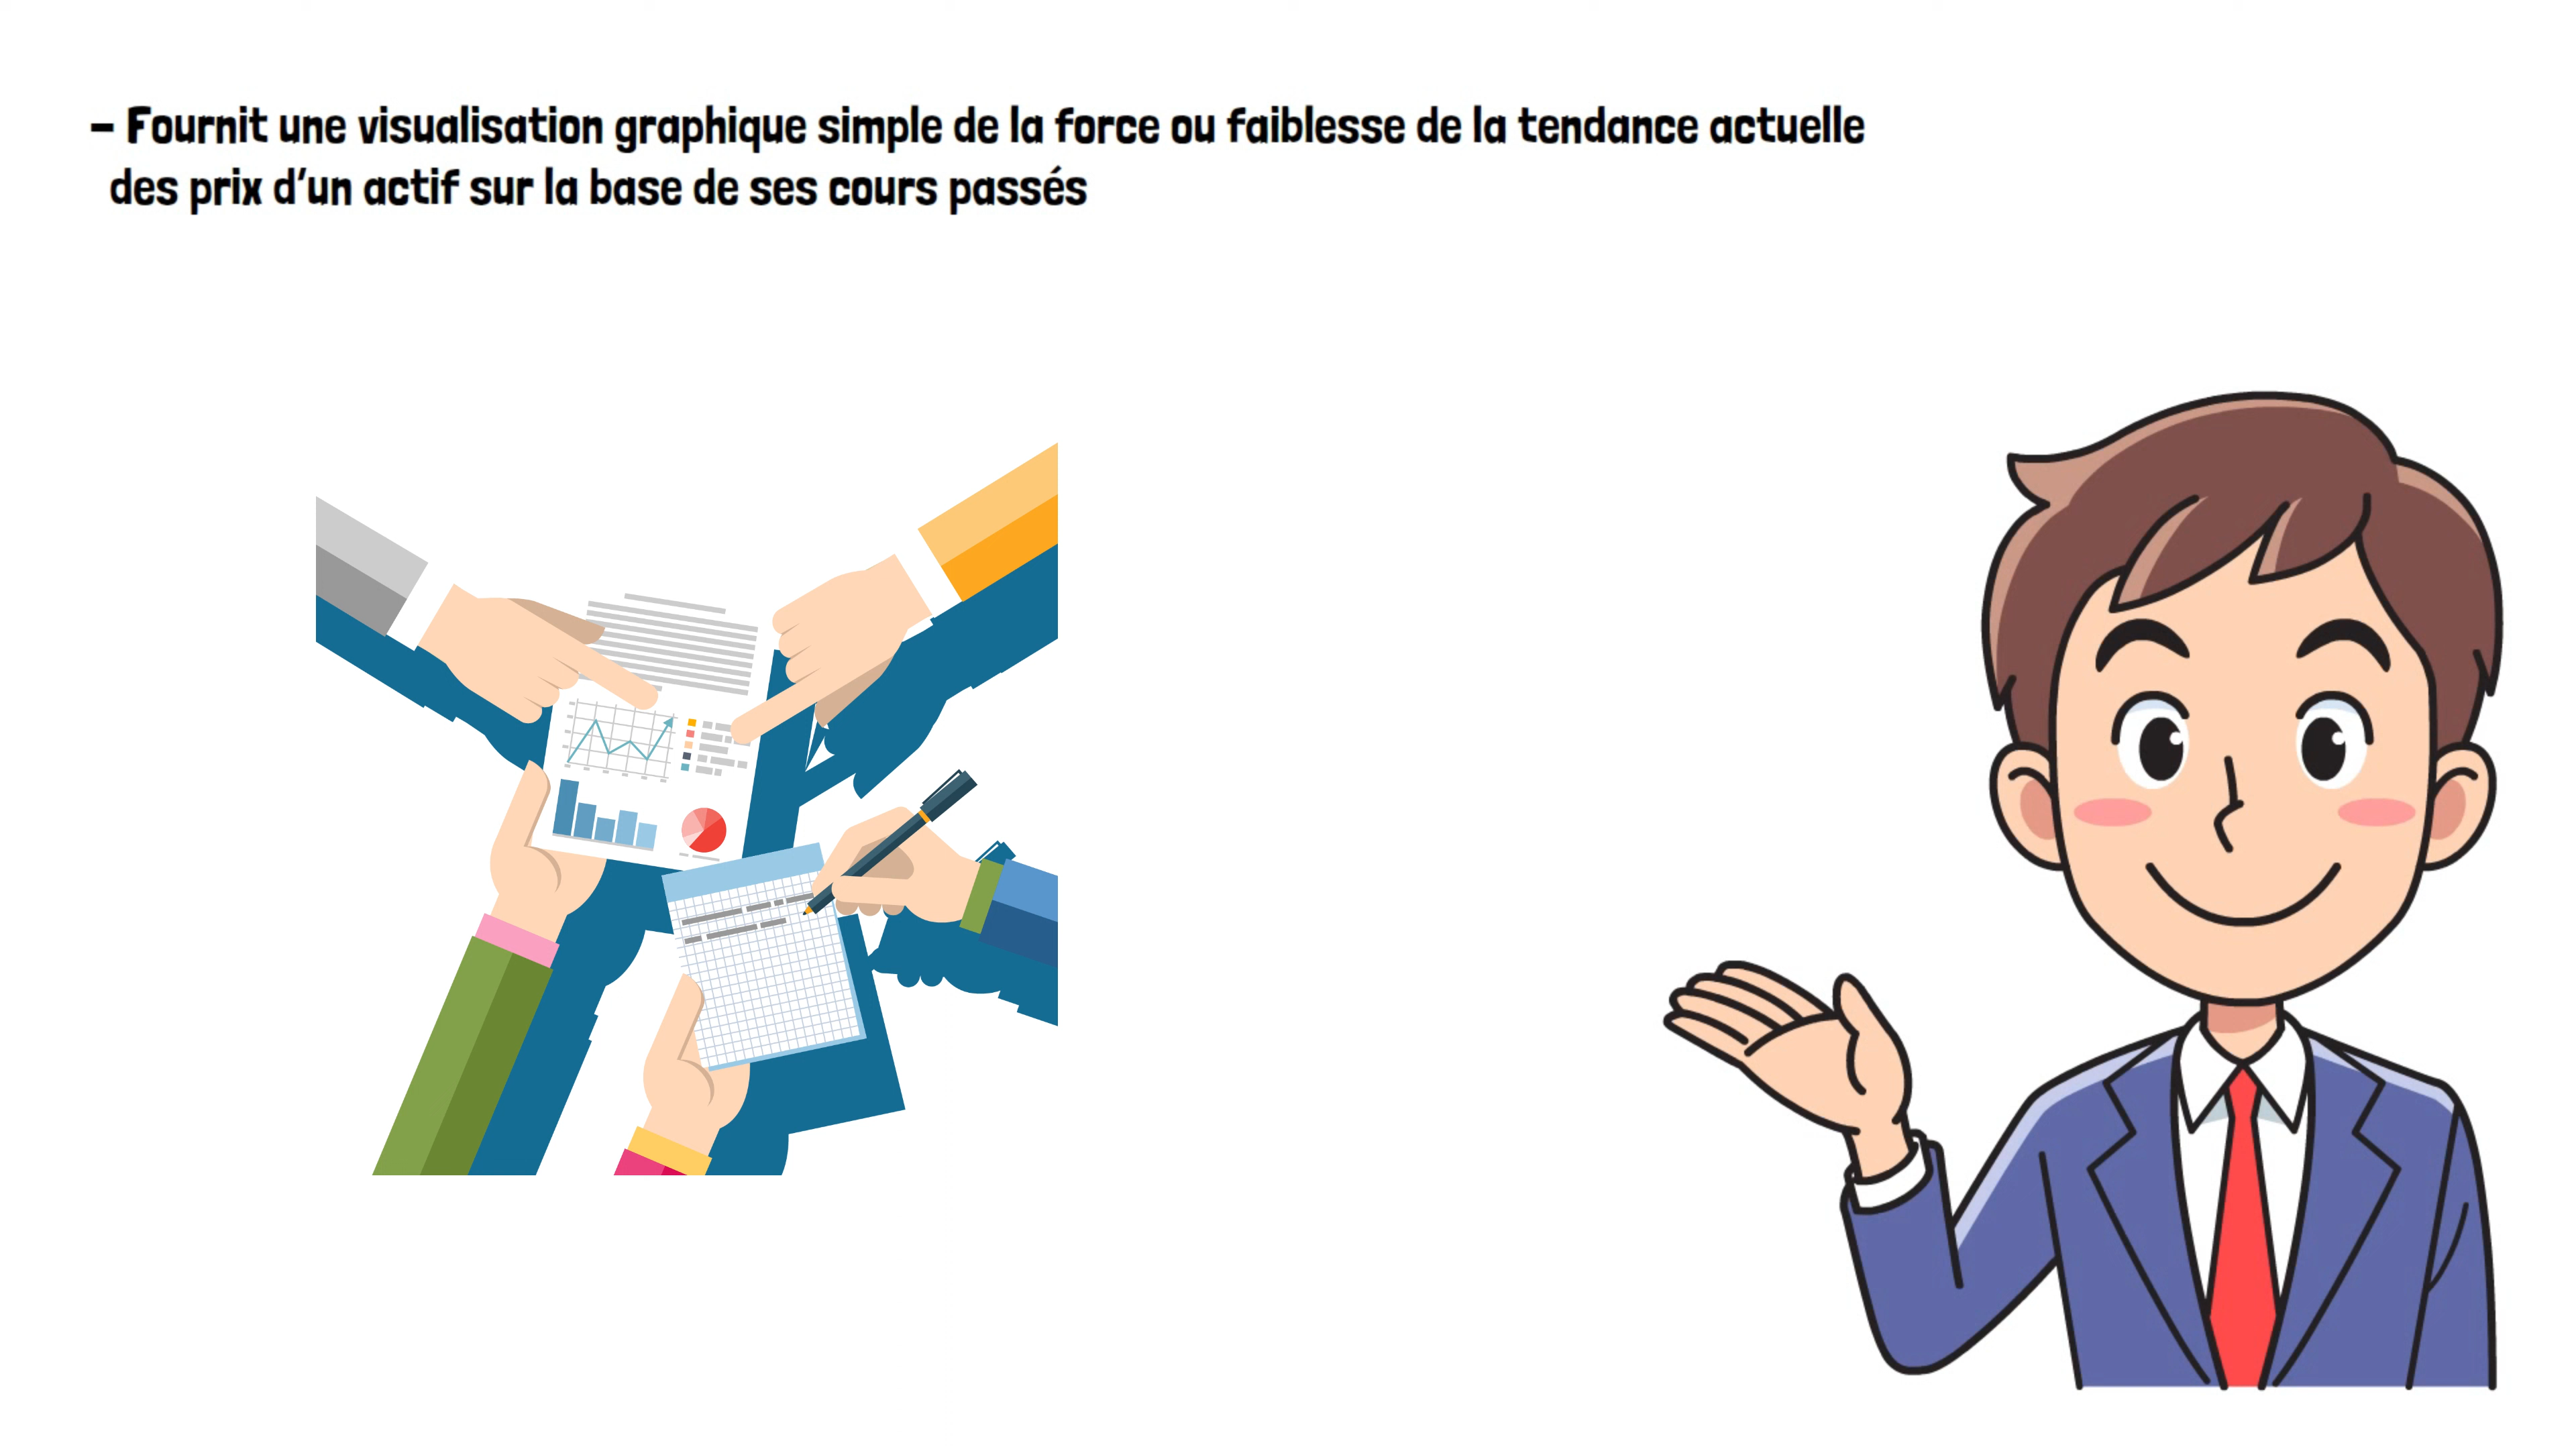 – Fournit une visualisation graphique simple de la force ou faiblesse de la tendance actuelle
des prix d'un actif sur la base de ses cours passés